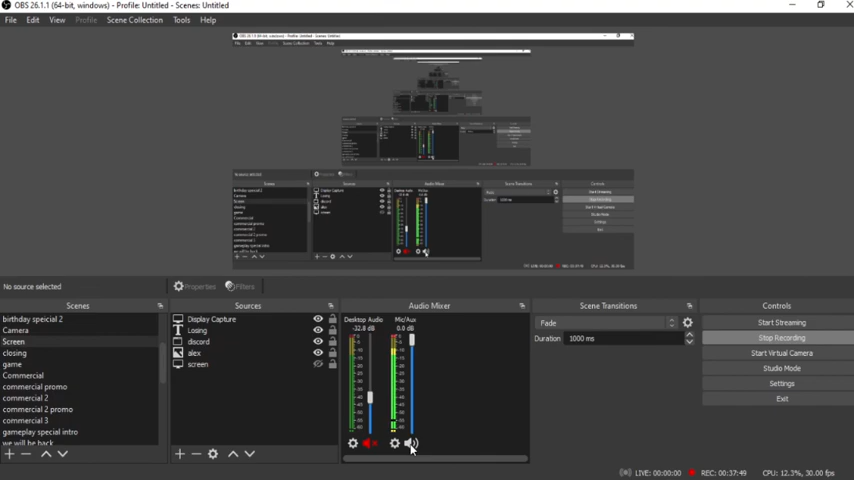 OBS 26.1.1 (64-bit, windows) - Profile: Untitled - Scenes: Untitled
File Edit View Profile Scene Collection Tools Help
No source selected Properties Filters
Scenes
birthday speicial 2
Camera
Screen
closing
game
Commercial
commercial promo
commercial 2
commercial 2 promo
commercial 3
gameplay special intro
we will be back
Sources
Display Capture
Losing
discord
alex
screen
Audio Mixer
Desktop Audio Mic/Aux
-32.8 dB 0.0 dB
Scene Transitions
Fade
Duration 1000 ms
Controls
Start Streaming
Stop Recording
Start Virtual Camera
Studio Mode
Settings
Exit
LIVE: 00:00:00 REC: 00:37:49 CPU: 12.3%, 30.00 fps